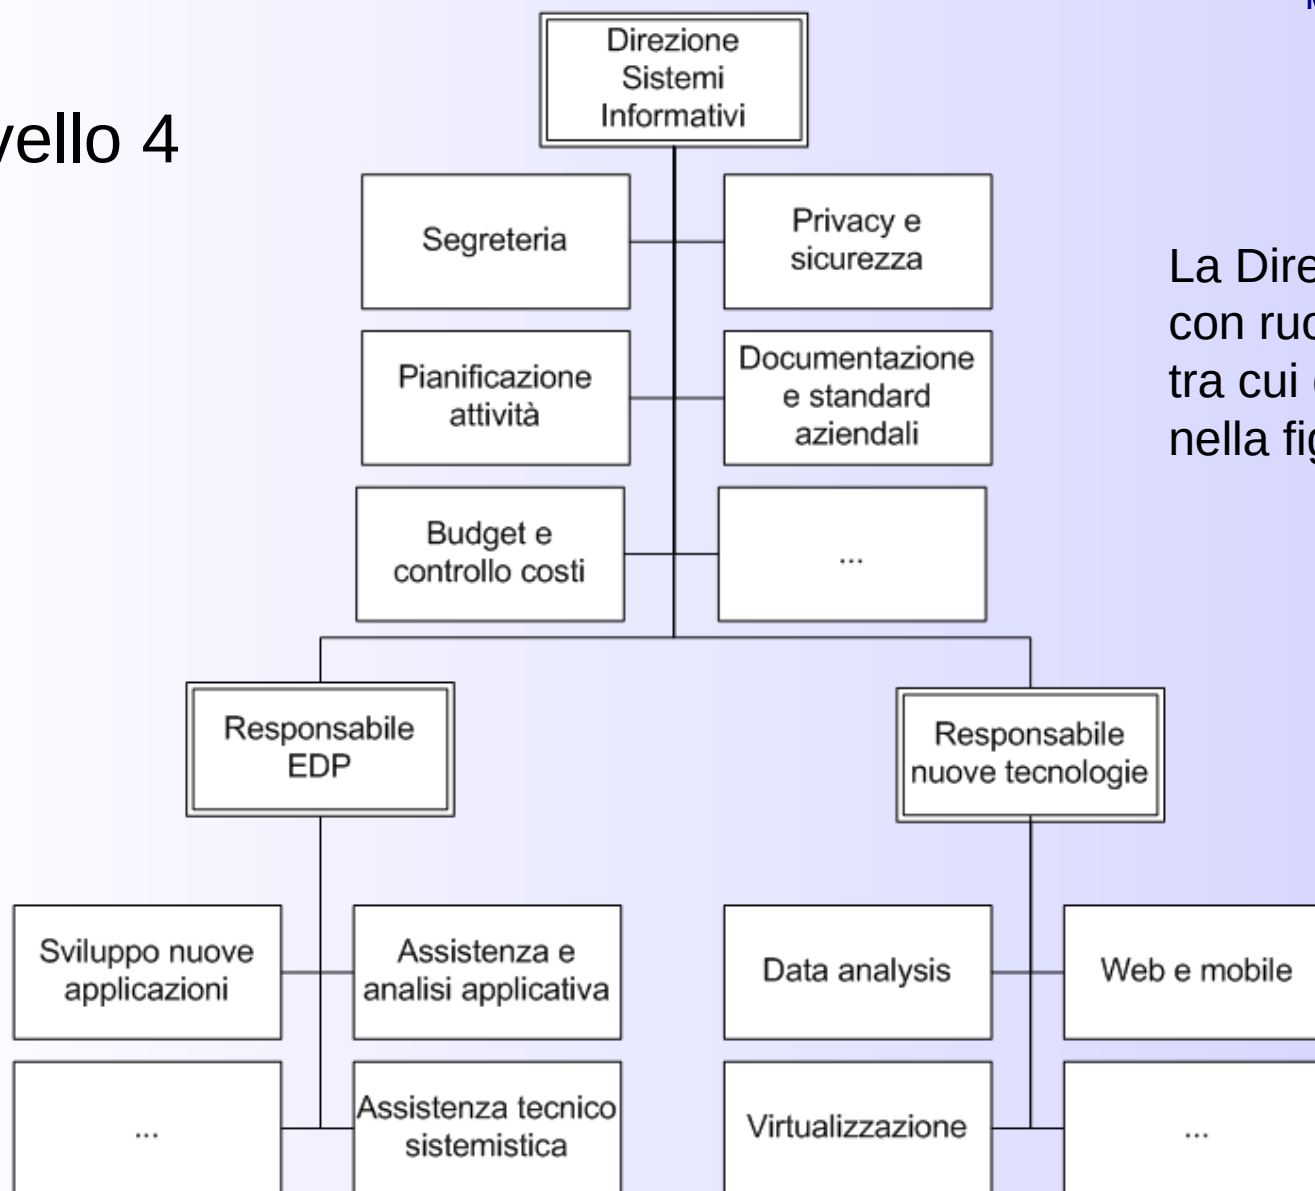 Direzione
Sistemi
Informativi
vello 4
Segreteria
Privacy e
sicurezza
La Dire
con ruo
tra cui
nella fig
Pianificazione
attività
Documentazione
e standard
aziendali
Budget e
controllo costi
...
Responsabile
EDP
Responsabile
nuove tecnologie
Sviluppo nuove
applicazioni
Assistenza e
analisi applicativa
Data analysis
Web e mobile
...
Assistenza tecnico
sistemistica
Virtualizzazione
...